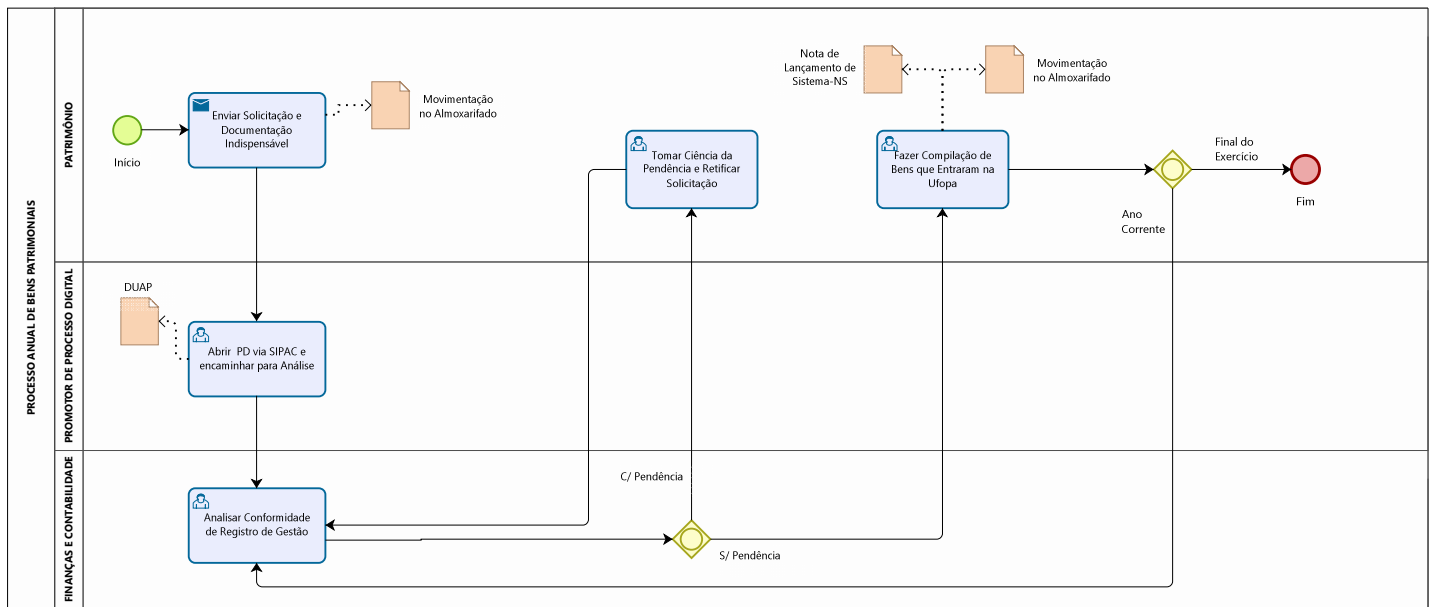 PROCESSO ANUAL DE BENS PATRIMONIAIS
PATRIMÔNIO
Início
Enviar Solicitação e
Documentação
Indispensável
Movimentação
no Almoxarifado
Tomar Ciência da
Pendência e Retificar
Solicitação
Nota de
Lançamento de
Sistema-NS
Movimentação
no Almoxarifado
Fazer Compilação de
Bens que Entraram na
Ufopa
Ano
Corrente
Final do
Exercício
Fim
PROMOTOR DE PROCESSO DIGITAL
DUAP
Abrir  PD via SIPAC e
encaminhar para Análise
FINANÇAS E CONTABILIDADE
Analisar Conformidade
de Registro de Gestão
C/ Pendência
S/ Pendência